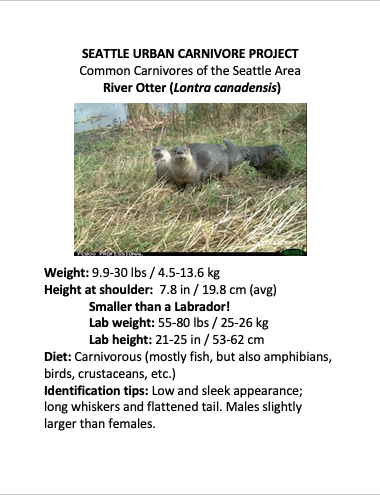 SEATTLE URBAN CARNIVORE PROJECT
Common Carnivores of the Seattle Area
River Otter (Lontra canadensis)
PC800 PROFESSIONAL
Weight: 9.9-30 lbs / 4.5-13.6 kg
Height at shoulder: 7.8 in / 19.8 cm (avg)
Smaller than a Labrador!
Lab weight: 55-80 lbs / 25-26 kg
Lab height: 21-25 in / 53-62 cm
Diet: Carnivorous (mostly fish, but also amphibians,
birds, crustaceans, etc.)
Identification tips: Low and sleek appearance;
long whiskers and flattened tail. Males slightly
larger than females.